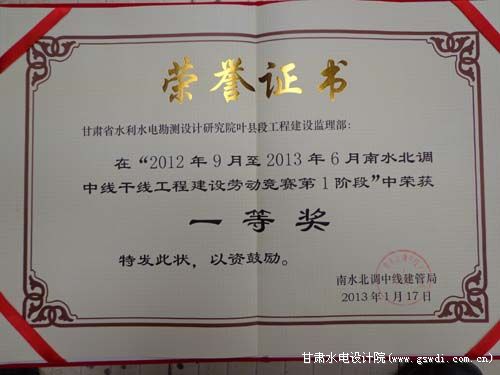 荣誉证书
甘肃省水利水电勘测设计研究院叶县段工程建设监理部：
在“2012年9月至2013年6月南水北调
中线干线工程建设劳动竞赛第1阶段”中荣获
一等奖
特发此状，以资鼓励。
南水北调中线建管局
2013年1月17日
甘肃水电设计院(www.gswdi.com.cn)